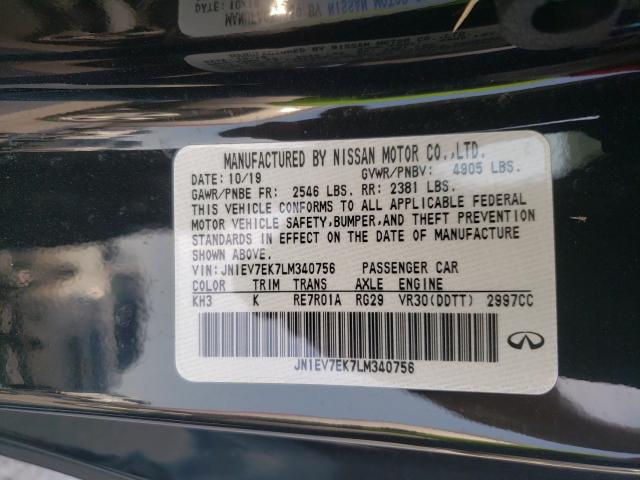 MANUFACTURED BY NISSAN MOTOR CO.,LTD.
DATE: 10/19 GVWR/PNBV: 4905 LBS.
GAWR/PNBE FR: 2546 LBS. RR: 2381 LBS.
THIS VEHICLE CONFORMS TO ALL APPLICABLE FEDERAL
MOTOR VEHICLE SAFETY,BUMPER,AND THEFT PREVENTION
STANDARDS IN EFFECT ON THE DATE OF MANUFACTURE
SHOWN ABOVE.
VIN:JN1EV7EK7LM340756 PASSENGER CAR
COLOR TRIM TRANS AXLE ENGINE
KH3 K RE7R01A RG29 VR30(DDTT) 2997CC
JN1EV7EK7LM340756